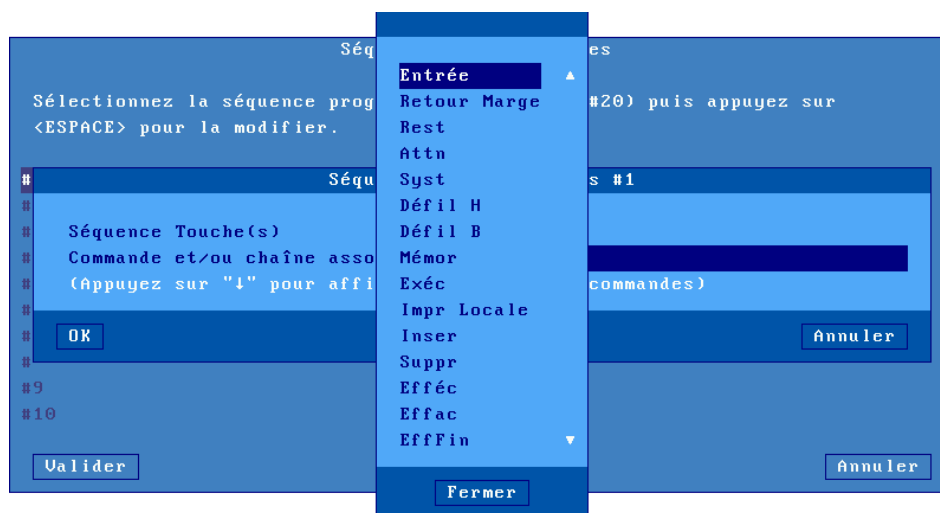 Séq es
Entrée
Sélectionnez la séquence prog Retour Marge #20) puis appuyez sur
<ESPACE> pour la modifier. Rest
Attn
# Séqu Syst s #1
# Défil H
# Séquence Touche(s) Défil B
# Commande et/ou chaîne asso Mémor
# (Appuyez sur "↓" pour affi Exéc commandes)
# Impr Locale
# OK Inser Annuler
# Suppr
#9 Efféc
#10 Effac
EffFin
Valider Annuler
Fermer